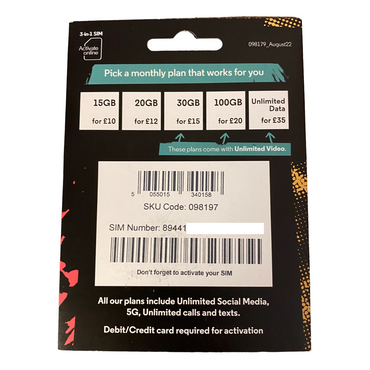 3-in-1 SIM
Activate
online
098179_August22
Pick a monthly plan that works for you
15GB 20GB 30GB 100GB Unlimited
Data
for £10 for £12 for £15 for £20 for £35
These plans come with Unlimited Video.
5 055015 340158
SKU Code: 098197
SIM Number: 89441
Don't forget to activate your SIM
All our plans include Unlimited Social Media,
5G, Unlimited calls and texts.
Debit/Credit card required for activation